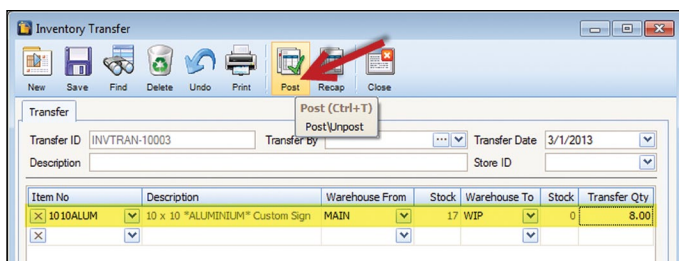 Inventory Transfer
New Save Find Delete Undo Print Post Recap Close
Post (Ctrl+T)
Post\Unpost
Transfer
Transfer ID INVTRAN-10003 Transfer By Transfer Date 3/1/2013
Description Store ID
Item No Description Warehouse From Stock Warehouse To Stock Transfer Qty
1010ALUM 10 x 10 "ALUMINIUM" Custom Sign MAIN 17 WIP 0 8.00